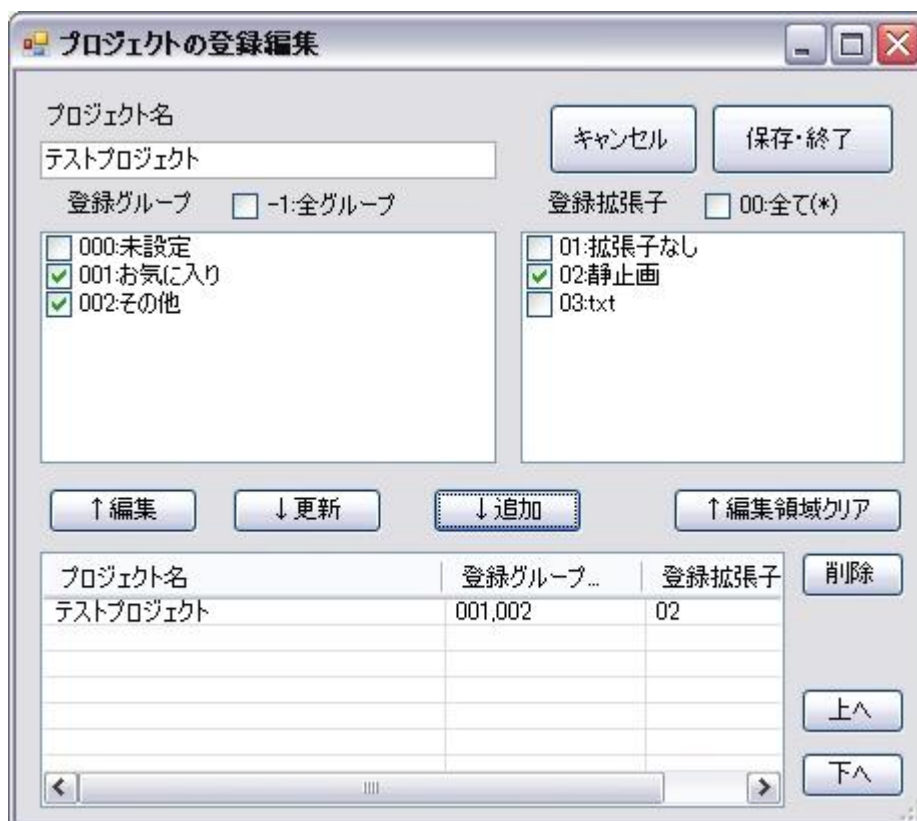 プロジェクトの登録編集
プロジェクト名
キャンセル
保存・終了
テストプロジェクト
登録グループ
-1:全グループ
登録拡張子
00:全て(*)
000:未設定
001:お気に入り
002:その他
01:拡張子なし
02:静止画
03:txt
↑編集
↓更新
↓追加
↑編集領域クリア
プロジェクト名 登録グループ... 登録拡張子
テストプロジェクト 001,002 02
削除
上へ
下へ